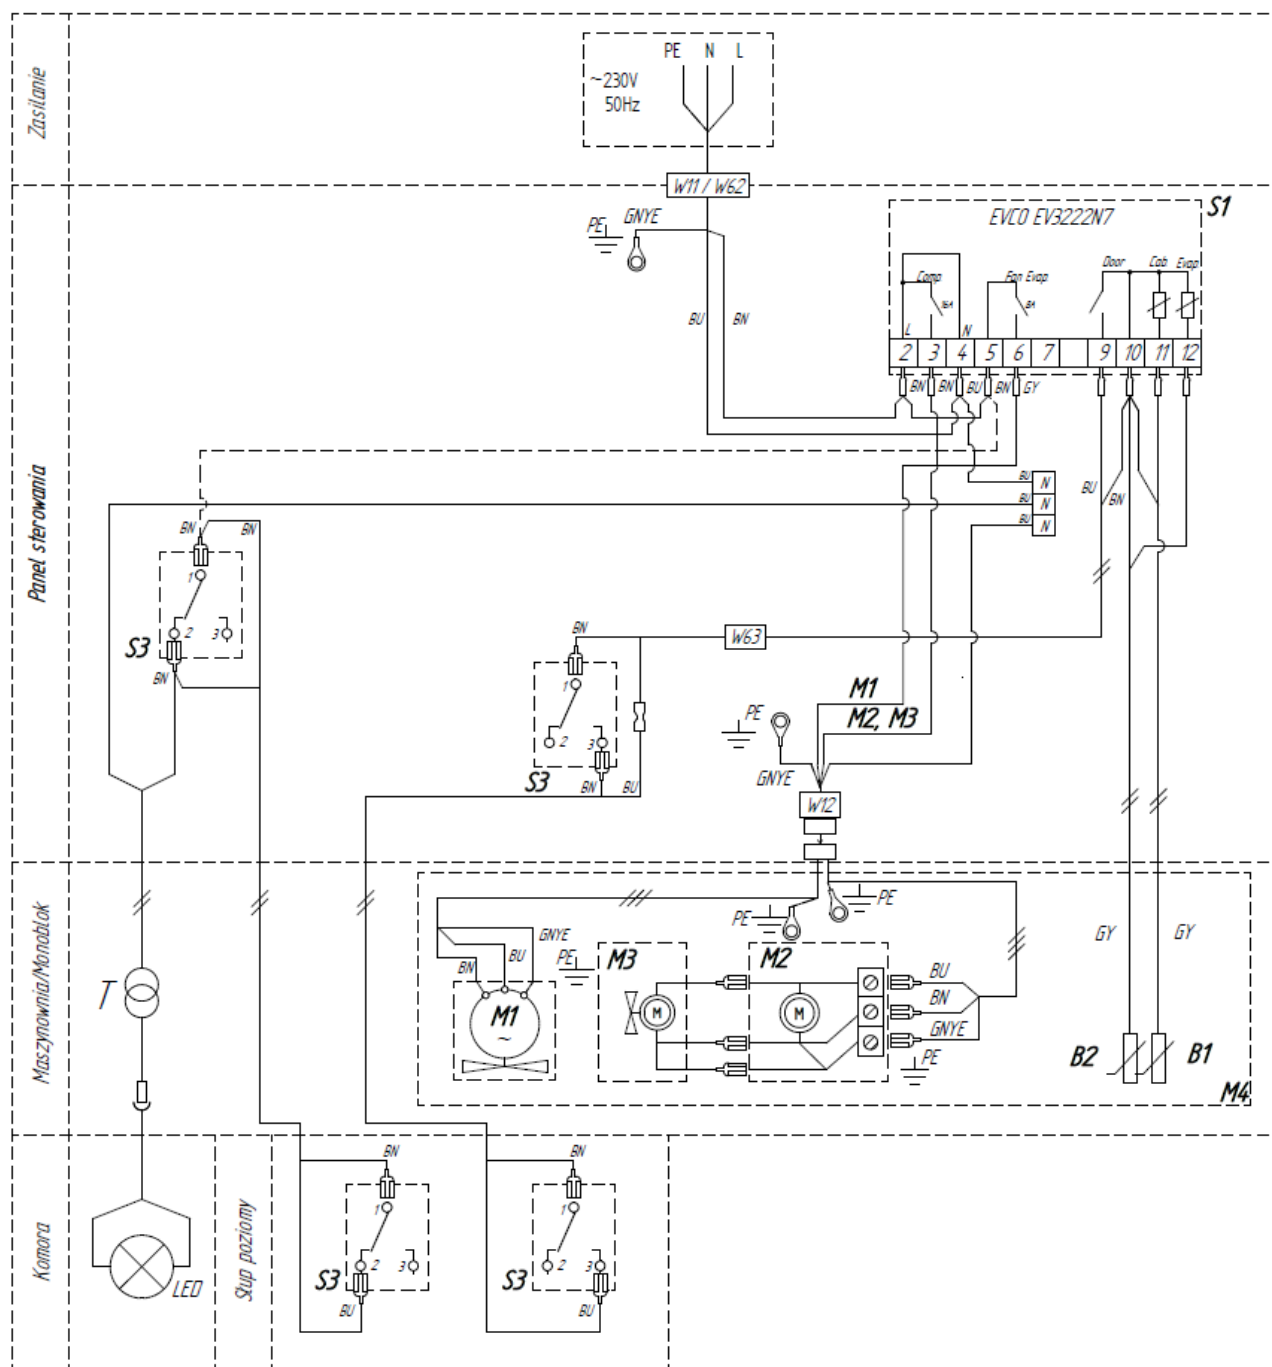 Zasilanie
PE N L
~230V
50Hz
W11 / W62
PE
GNYE
EVCO EV3222N7
S1
Door Cab Evap
Comp
Fan Evap
16A
8A
L
N
2 3 4 5 6 7 9 10 11 12
BN BN BU BN GY
BU
BN
Panel sterowania
BU N
BU N
BU N
BU
BN
BN
BN
1
2
3
S3
BN
BN
W63
1
2
3
S3
BN
BU
M1
M2, M3
PE
GNYE
W12
Maszynownia/Monoblok
T
PE
PE
GNYE
BU
BN
PE
M1
~
M3
M
M2
M
BU
BN
GNYE
PE
GY
GY
B2
B1
M4
Komora
LED
Słup poziomy
BN
1
2
3
S3
BU
BN
1
2
3
S3
BU